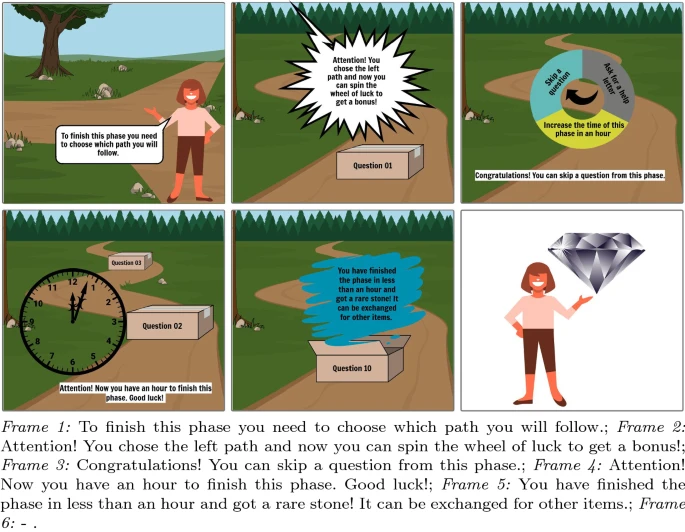 To finish this phase you need
to choose which path you will
follow.
Attention! You
chose the left
path and now you
can spin the
wheel of luck to
get a bonus!
Question 01
Skip a
question
Ask for a help
letter
Increase the time of this
phase in an hour
Congratulations! You can skip a question from this phase.
Question 03
12
1
2
3
4
5
6
7
8
9
10
11
Question 02
Attention! Now you have an hour to finish this
phase. Good luck!
You have finished
the phase in less
than an hour and
got a rare stone! It
can be exchanged
for other items.
Question 10
Frame 1: To finish this phase you need to choose which path you will follow.; Frame 2:
Attention! You chose the left path and now you can spin the wheel of luck to get a bonus!;
Frame 3: Congratulations! You can skip a question from this phase.; Frame 4: Attention!
Now you have an hour to finish this phase. Good luck!; Frame 5: You have finished the
phase in less than an hour and got a rare stone! It can be exchanged for other items.; Frame
6: - .